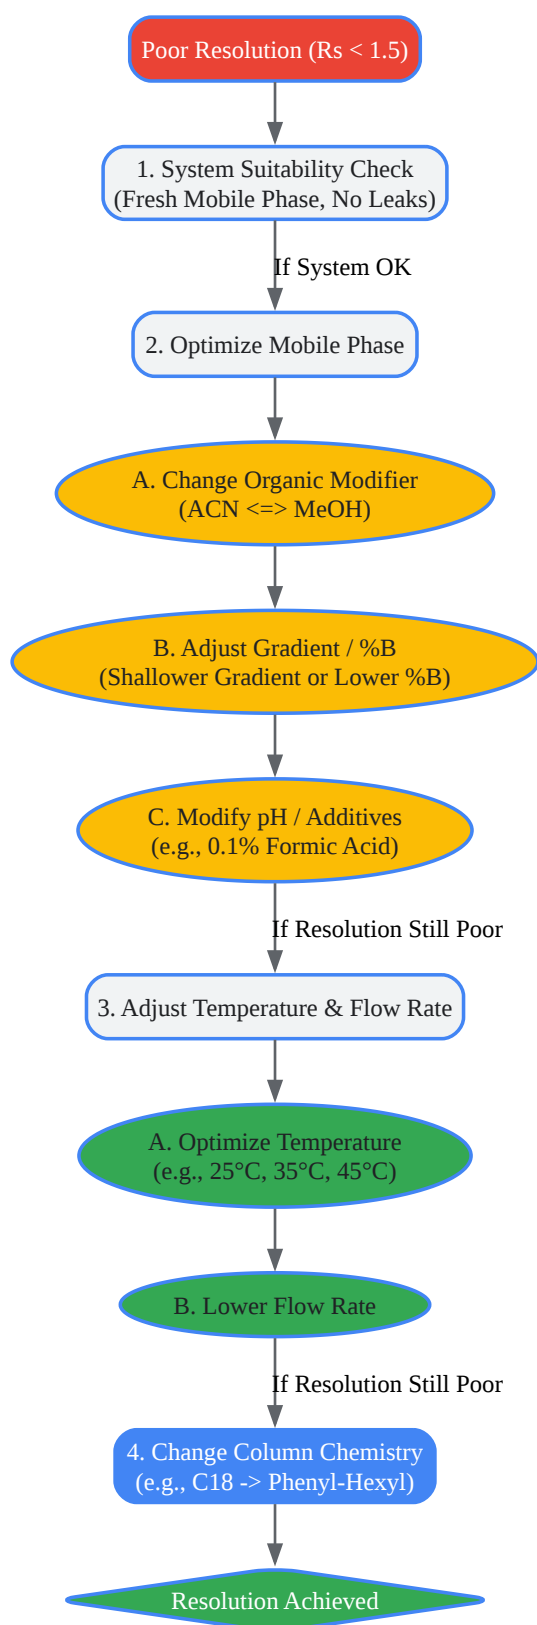 Poor Resolution (Rs < 1.5)
1. System Suitability Check
(Fresh Mobile Phase, No Leaks)
If System OK
2. Optimize Mobile Phase
A. Change Organic Modifier
(ACN <=> MeOH)
B. Adjust Gradient / %B
(Shallower Gradient or Lower %B)
C. Modify pH / Additives
(e.g., 0.1% Formic Acid)
If Resolution Still Poor
3. Adjust Temperature & Flow Rate
A. Optimize Temperature
(e.g., 25°C, 35°C, 45°C)
B. Lower Flow Rate
If Resolution Still Poor
4. Change Column Chemistry
(e.g., C18 -> Phenyl-Hexyl)
Resolution Achieved